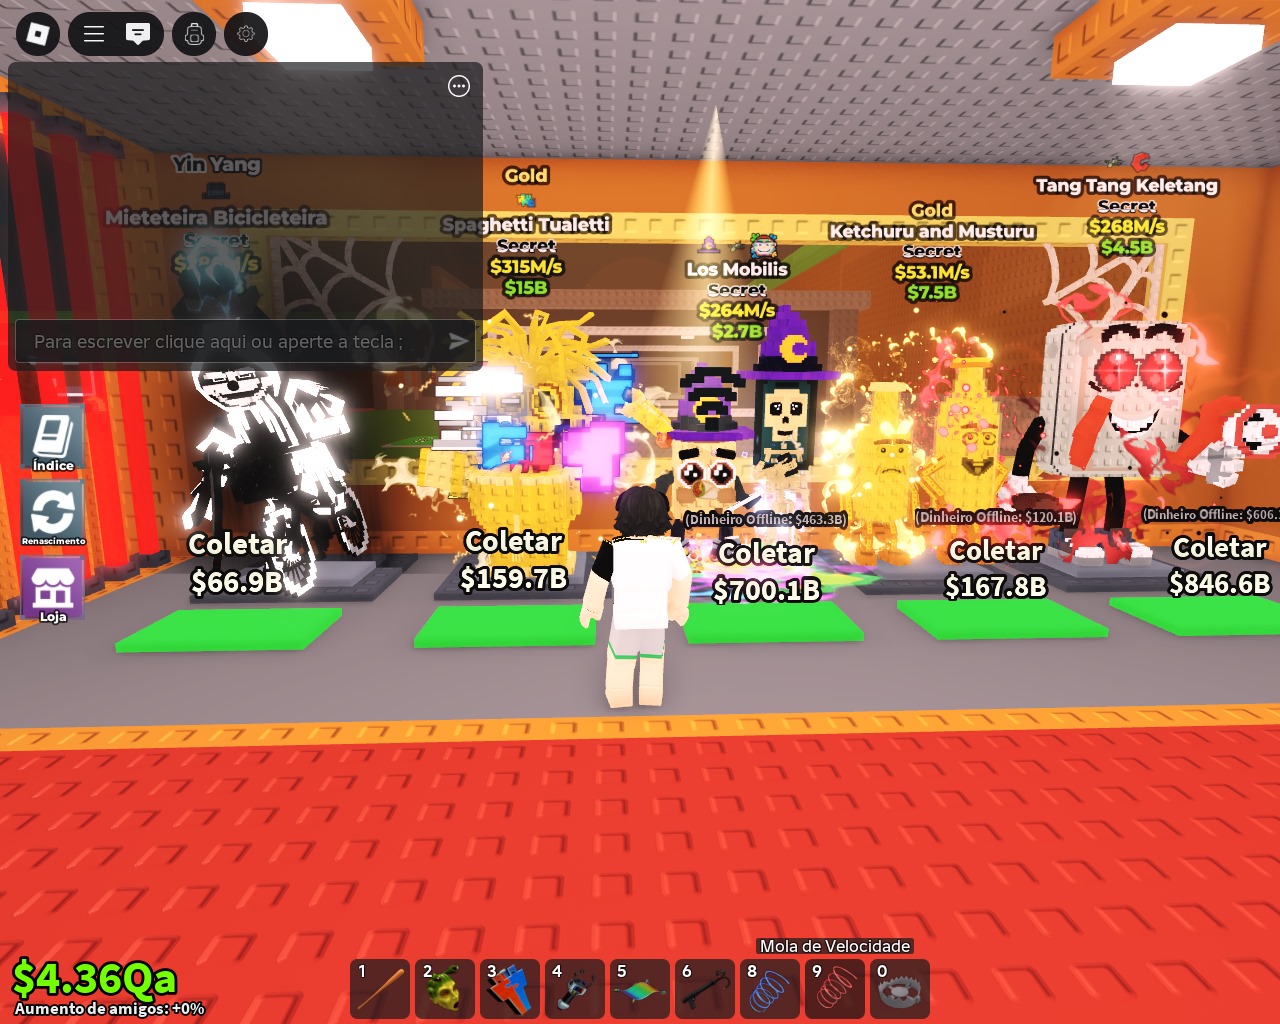 Yin Yang
Mieteteira Bicicleteira
Secret
Gold
Spaghetti Tualetti
Secret
$315M/s
$15B
Los Mobilis
Secret
$264M/s
$2.7B
Gold
Ketchuru and Musturu
Secret
$53.1M/s
$7.5B
Tang Tang Keletang
Secret
$268M/s
$4.5B
Para escrever clique aqui ou aperte a tecla ;
Índice
Renascimento
Loja
Coletar
$66.9B
Coletar
$159.7B
(Dinheiro Offline: $463.3B)
Coletar
$700.1B
(Dinheiro Offline: $120.1B)
Coletar
$167.8B
(Dinheiro Offline: $606.
Coletar
$846.6B
Mola de Velocidade
$4.36Qa
Aumento de amigos: +0%
1
2
3
4
5
6
8
9
0